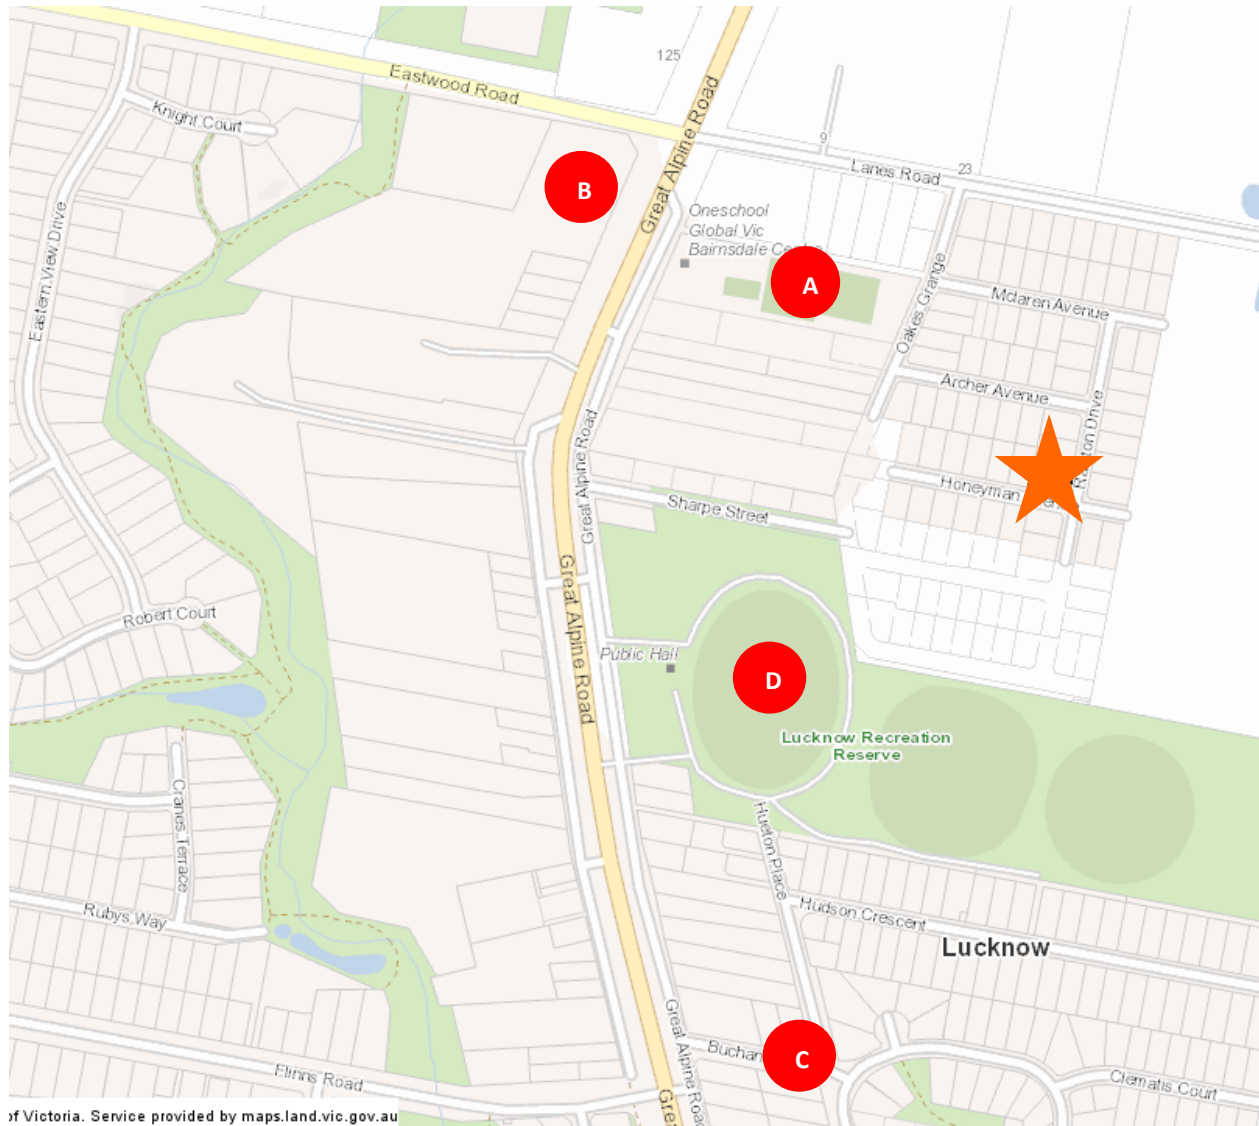 125
Eastwood Road
Knight Court
Great Alpine Road
9
Lanes Road
23
B
Oneschool
Global Vic
Bairnsdale
A
Eastern View Drive
Oakes Grange
Mclaren Avenue
Archer Avenue
Drive
Great Alpine Road
Honeyman
Sharpe Street
Great Alpine Road
Robert Court
Public Hall
D
Lucknow Recreation
Reserve
Cranes Terrace
Hueton Place
Rubys Way
Hudson Crescent
Lucknow
Great Alpine Road
C
Flinns Road
Clematis Court
of Victoria. Service provided by maps.land.vic.gov.au